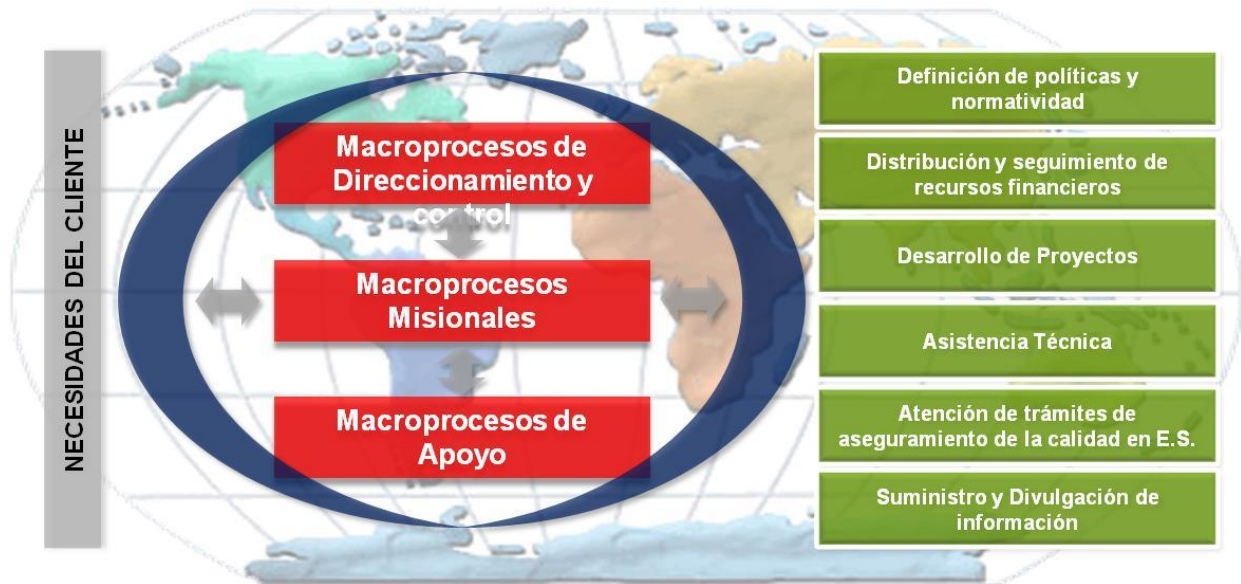 NECESIDADES DEL CLIENTE
Macroprocesos de
Direccionamiento y
control
Macroprocesos
Misionales
Macroprocesos de
Apoyo
Definición de políticas y
normatividad
Distribución y seguimiento de
recursos financieros
Desarrollo de Proyectos
Asistencia Técnica
Atención de trámites de
aseguramiento de la calidad en E.S.
Suministro y Divulgación de
información